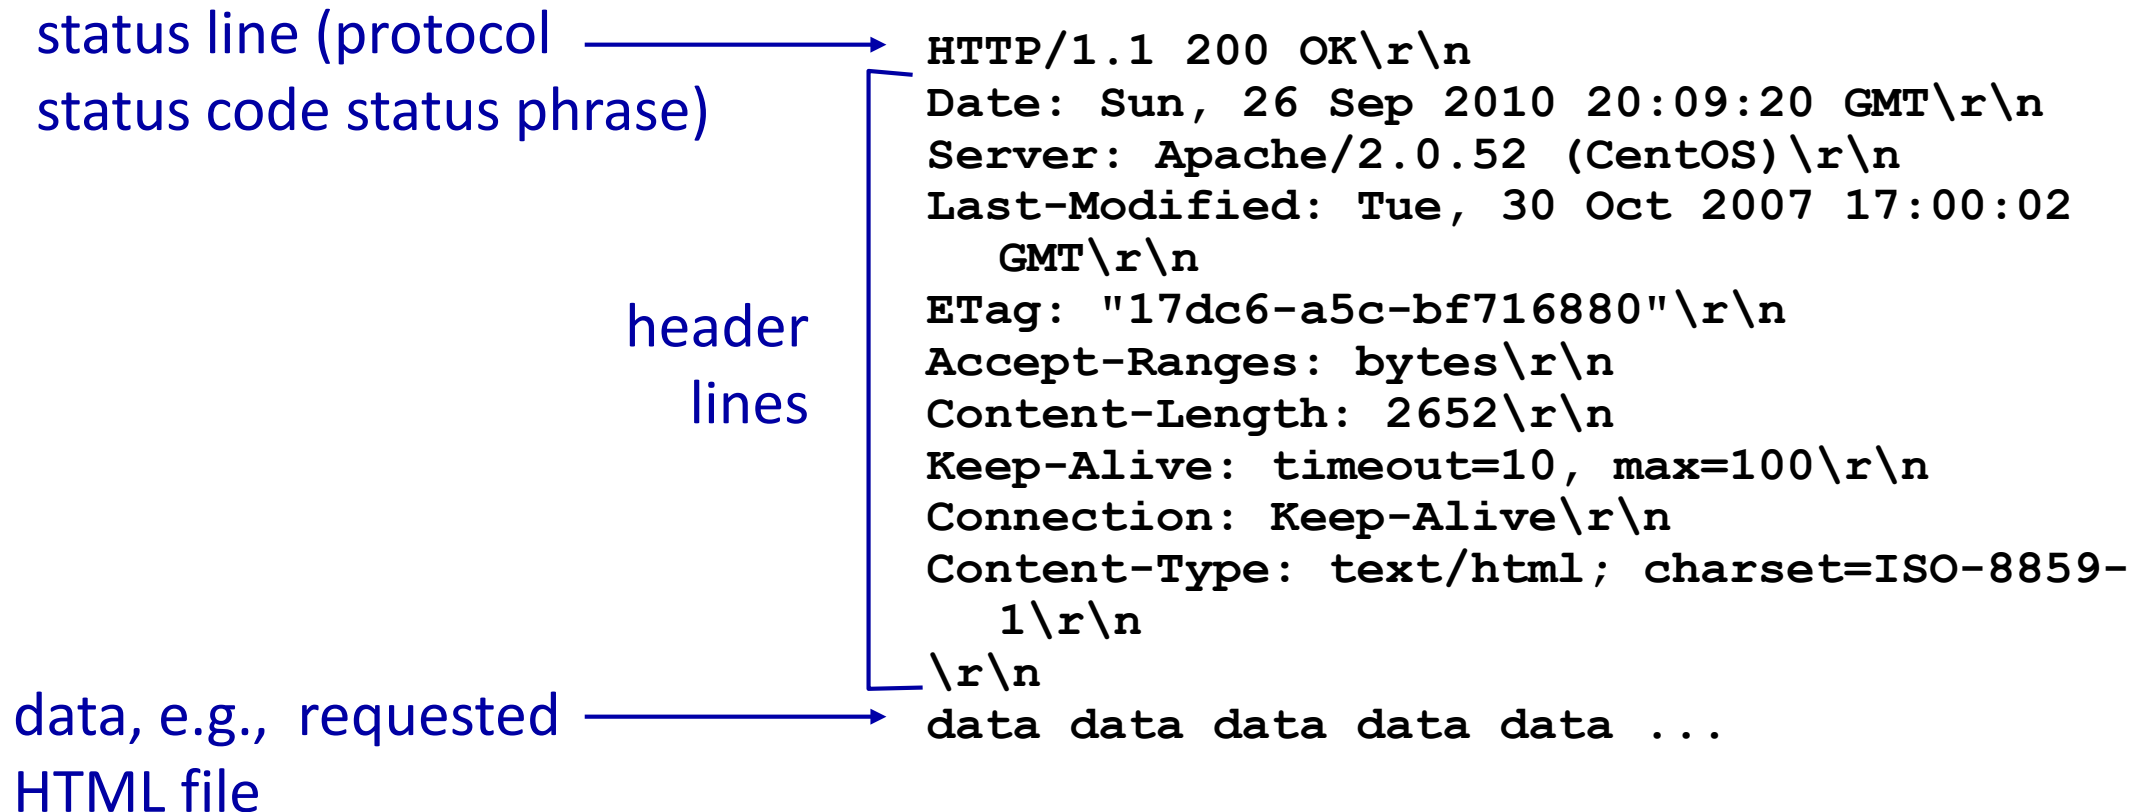 status line (protocol
status code status phrase)
header
lines
data, e.g.,  requested
HTML file
HTTP/1.1 200 OK\r\n
Date: Sun, 26 Sep 2010 20:09:20 GMT\r\n
Server: Apache/2.0.52 (CentOS)\r\n
Last-Modified: Tue, 30 Oct 2007 17:00:02
GMT\r\n
ETag: "17dc6-a5c-bf716880"\r\n
Accept-Ranges: bytes\r\n
Content-Length: 2652\r\n
Keep-Alive: timeout=10, max=100\r\n
Connection: Keep-Alive\r\n
Content-Type: text/html; charset=ISO-8859-
1\r\n
\r\n
data data data data data ...